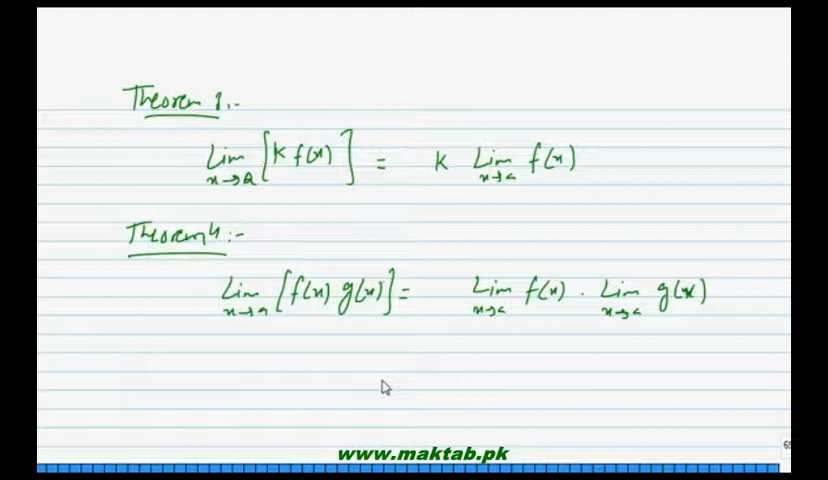 Theorem 3:-
Lim x→a [K f(x)] = K Lim x→a f(x)
Theorem 4:-
Lim x→a [f(x) g(x)] = Lim x→a f(x) . Lim x→a g(x)
www.maktab.pk